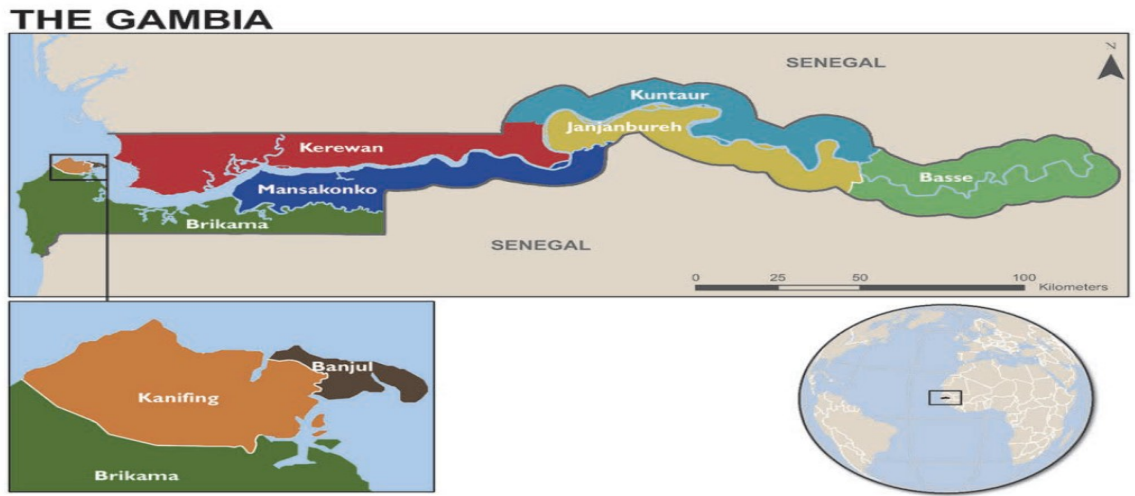 THE GAMBIA
N
SENEGAL
Kuntaur
Janjanbureh
Kerewan
Basse
Mansakonko
Brikama
SENEGAL
0 25 50 100
Kilometers
Banjul
Kanifing
Brikama